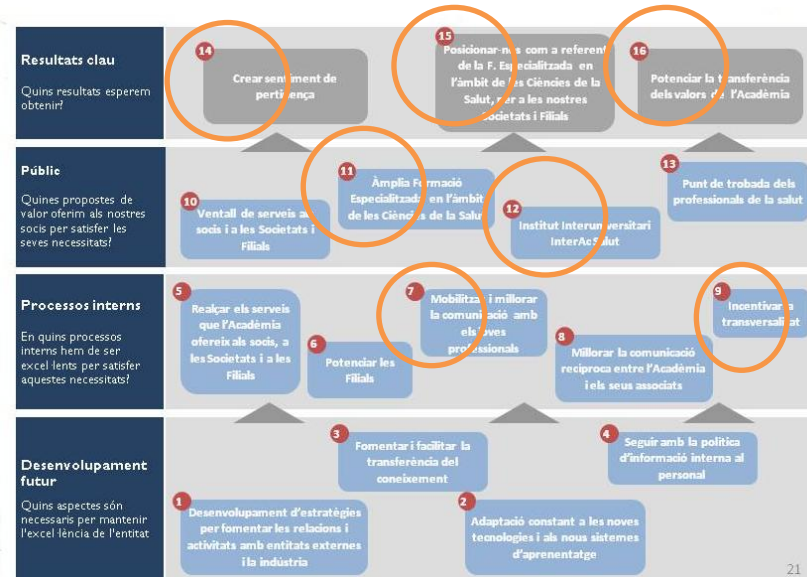 Resultats clau
Quins resultats esperem
obtenir?
14
Crear sentiment de
pertinença
15
Posicionar-nos com a referent
de la F. Especialitzada en
l'àmbit de les Ciències de la
Salut, per a les nostres
Societats i Filials
16
Potenciar la transferència
dels valors de l'Acadèmia
Públic
Quines propostes de
valor oferim als nostres
socis per satisfer les
seves necessitats?
10
Ventall de serveis als
socis i a les Societats i
Filials
11
Àmplia Formació
Especialitzada en l'àmbit
de les Ciències de la Salut
12
Institut Interuniversitari
InterAc Salut
13
Punt de trobada dels
professionals de la salut
Processos interns
En quins processos
interns hem de ser
excel·lents per satisfer
aquestes necessitats?
5
Realçar els serveis
que l'Acadèmia
ofereix als socis, a
les Societats i a les
Filials
6
Potenciar les
Filials
7
Mobilitzar i millorar
la comunicació amb
els joves
professionals
8
Millorar la comunicació
reciproca entre l'Acadèmia
i els seus associats
9
Incentivar la
transversalitat
Desenvolupament
futur
Quins aspectes són
necessaris per mantenir
l'excel·lència de l'entitat
1
Desenvolupament d'estratègies
per fomentar les relacions i
activitats amb entitats externes
i la indústria
2
Adaptació constant a les noves
tecnologies i als nous sistemes
d'aprenentatge
3
Fomentar i facilitar la
transferència del
coneixement
4
Seguir amb la política
d'informació interna al
personal
21